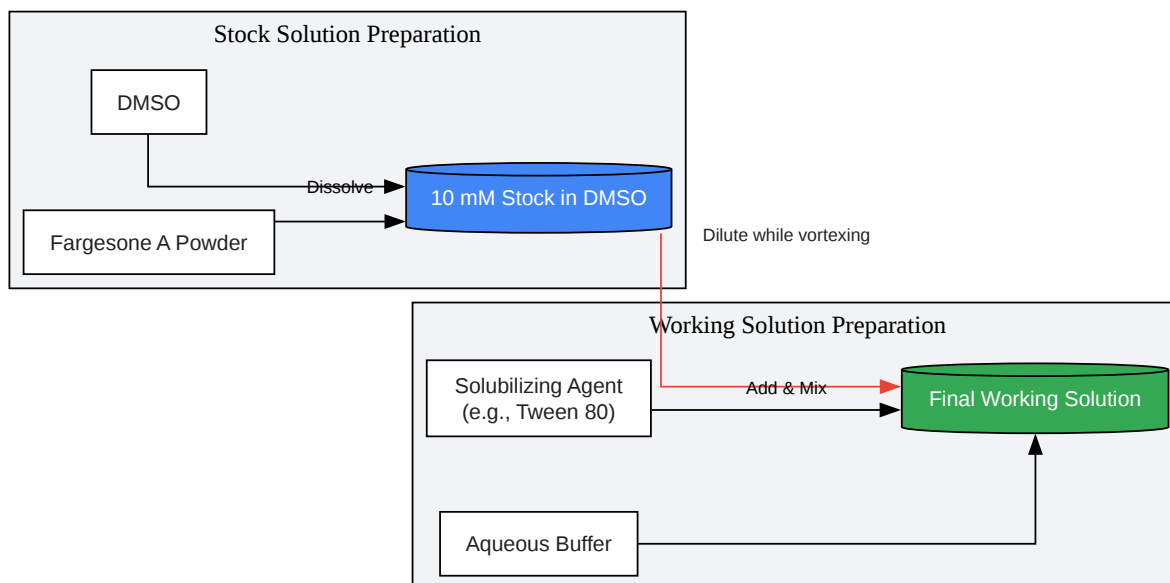 Stock Solution Preparation
DMSO
Dissolve
10 mM Stock in DMSO
Fargesone A Powder
Dilute while vortexing
Working Solution Preparation
Solubilizing Agent
(e.g., Tween 80)
Add & Mix
Final Working Solution
Aqueous Buffer